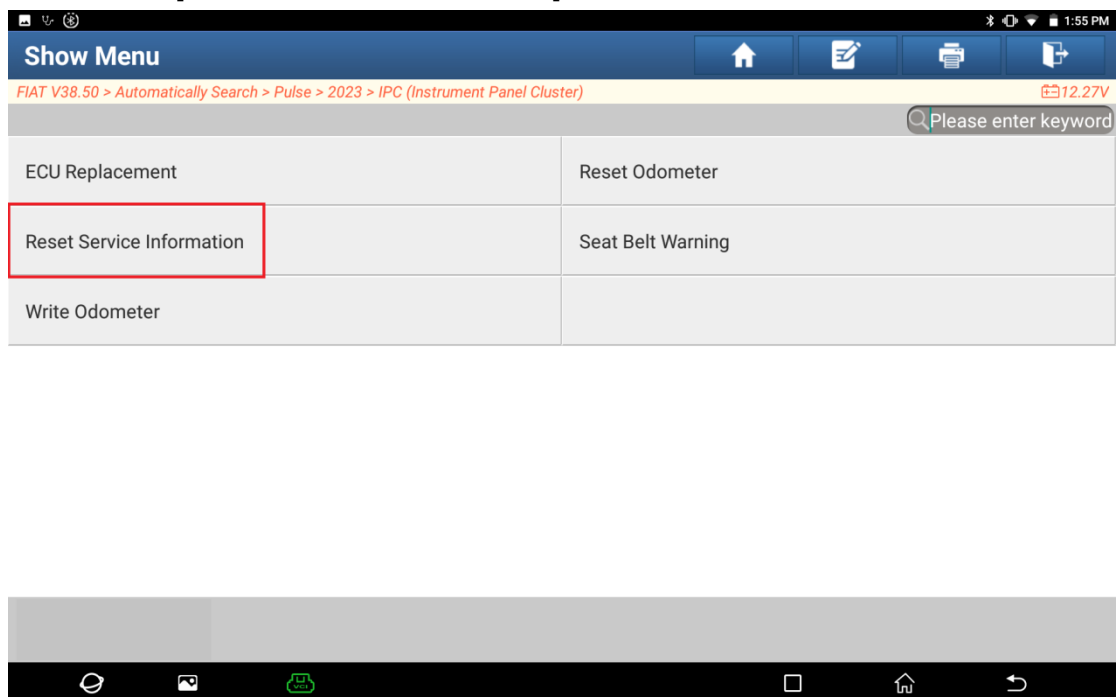 1:55 PM
Show Menu
FIAT V38.50 > Automatically Search > Pulse > 2023 > IPC (Instrument Panel Cluster) 12.27V
Please enter keyword
ECU Replacement Reset Odometer
Reset Service Information Seat Belt Warning
Write Odometer
VCI